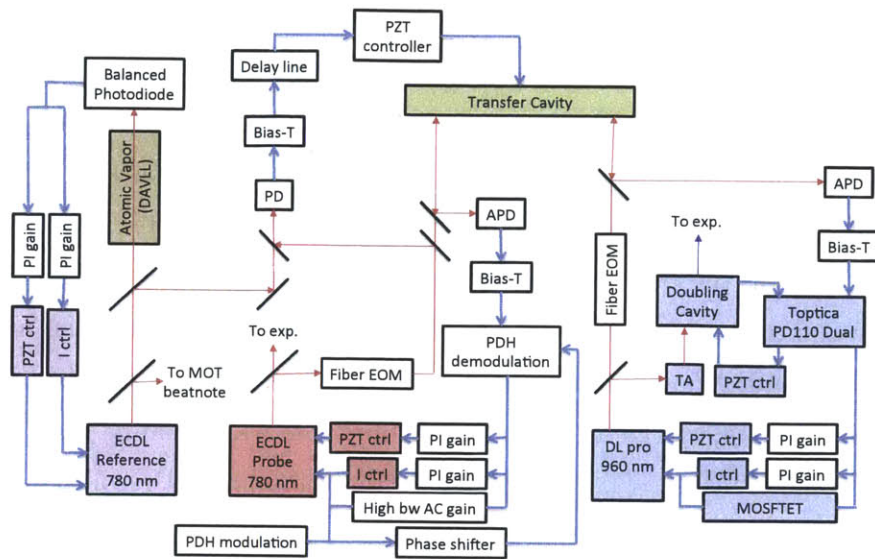 PZT
controller
Delay line
Balanced
Photodiode
Transfer Cavity
Bias-T
Atomic Vapor
(DAVLL)
PD
APD
APD
To exp.
Bias-T
Bias-T
PI gain
PI gain
Fiber EOM
Doubling
Cavity
Toptica
PD110 Dual
PZT ctrl
I ctrl
To exp.
PDH
demodulation
To MOT
beatnote
Fiber EOM
TA
PZT ctrl
ECDL
Reference
780 nm
ECDL
Probe
780 nm
PZT ctrl
PI gain
I ctrl
PI gain
High bw AC gain
DL pro
960 nm
PZT ctrl
PI gain
I ctrl
PI gain
MOSFTET
PDH modulation
Phase shifter